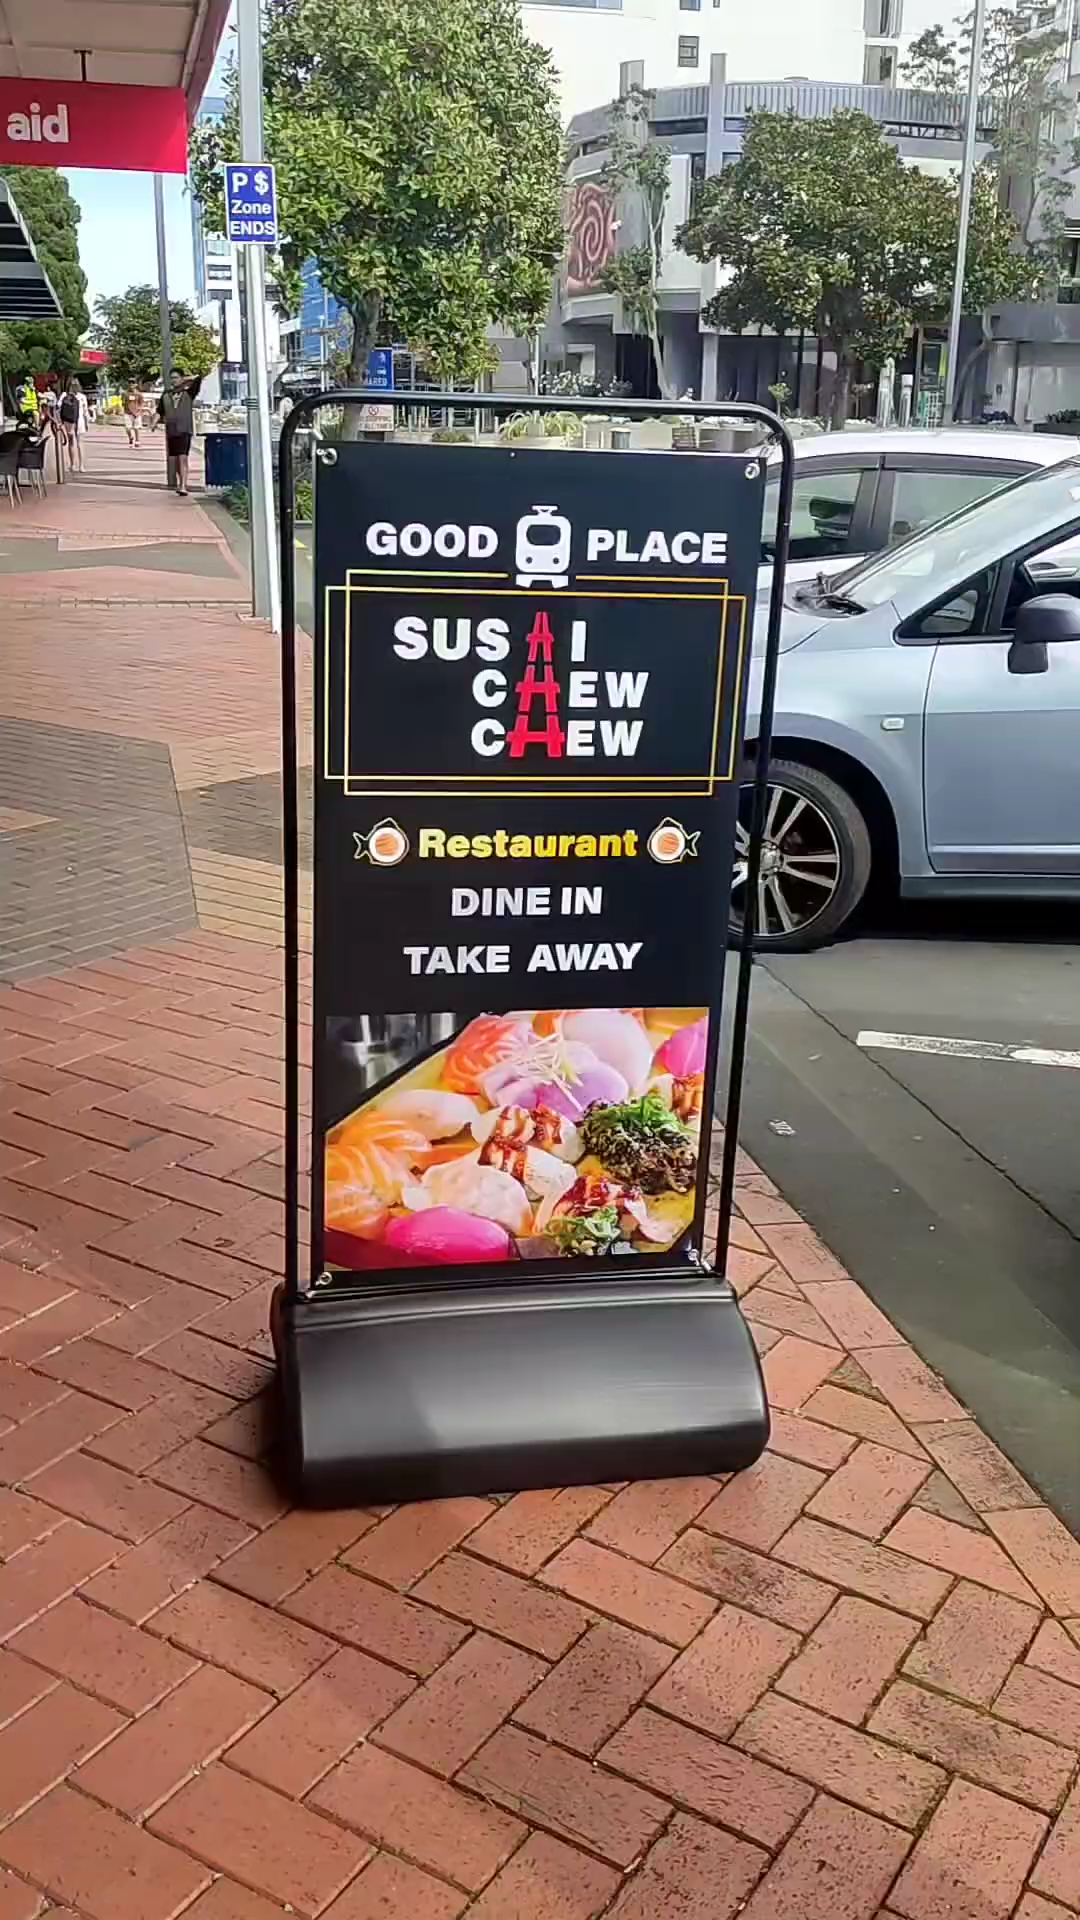 aid
P $
Zone
ENDS
GOOD PLACE
SUSHI
CHEW
CHEW
Restaurant
DINE IN
TAKE AWAY